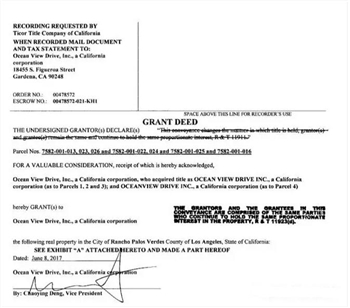 RECORDING REQUESTED BY
Ticor Title Company of California
WHEN RECORDED MAIL DOCUMENT
AND TAX STATEMENT TO:
Ocean View Drive, Inc., a California
corporation
18455 S. Figueroa Street
Gardena, CA 90248
ORDER NO.: 00478572
ESCROW NO.: 00478572-021-KH1
SPACE ABOVE THIS LINE FOR RECORDER'S USE
GRANT DEED
THE UNDERSIGNED GRANTOR(S) DECLARE(s) "This conveyance changes the manner in which title is held, grantor(s)
and grantee(s) remain the same and continue to hold the same proportionate interest, R & T 11911."
Parcel Nos. 7582-001-013, 023, 026 and 7582-001-022, 024 and 7582-001-025 and 7582-001-016
FOR A VALUABLE CONSIDERATION, receipt of which is hereby acknowledged,
Ocean View Drive, Inc., a California corporation, who acquired title as OCEAN VIEW DRIVE INC., a California
corporation (as to Parcels 1, 2 and 3); and OCEANVIEW DRIVE INC., a California corporation (as to Parcel 4)
hereby GRANT(S) to
THE GRANTORS AND THE GRANTEES IN THIS
CONVEYANCE ARE COMPRISED OF THE SAME PARTIES
WHO CONTINUE TO HOLD THE SAME PROPORTIONATE
INTEREST IN THE PROPERTY, R&T 11923(d).
Ocean View Drive, Inc., a California corporation
the following real property in the City of Rancho Palos Verdes County of Los Angeles, State of California:
SEE EXHIBIT "A" ATTACHED HERETO AND MADE A PART HEREOF
Dated: June 8, 2017
Ocean View Drive, Inc., a California corporation
By: Chaoying Deng, Vice President